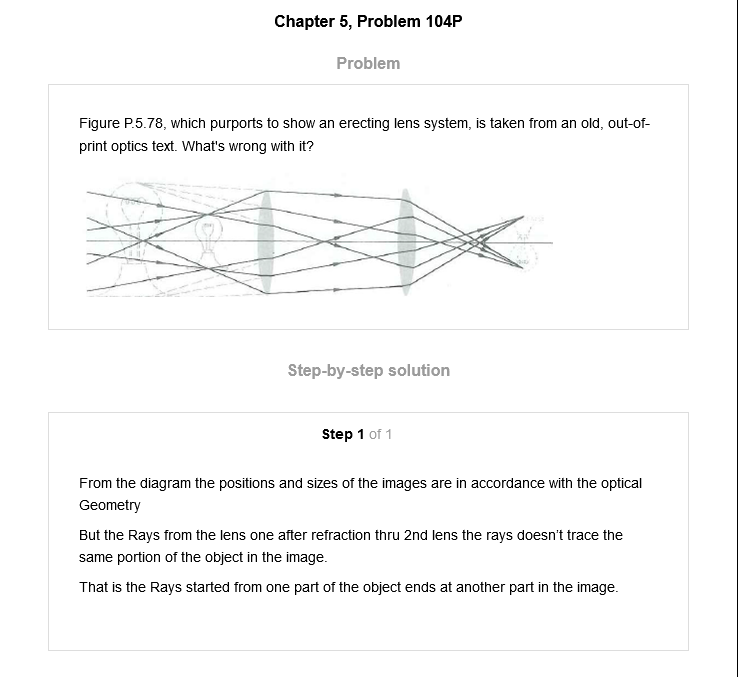 Chapter 5, Problem 104P
Problem
Figure P.5.78, which purports to show an erecting lens system, is taken from an old, out-of-
print optics text. What's wrong with it?
Step-by-step solution
Step 1 of 1
From the diagram the positions and sizes of the images are in accordance with the optical
Geometry
But the Rays from the lens one after refraction thru 2nd lens the rays doesn't trace the
same portion of the object in the image.
That is the Rays started from one part of the object ends at another part in the image.